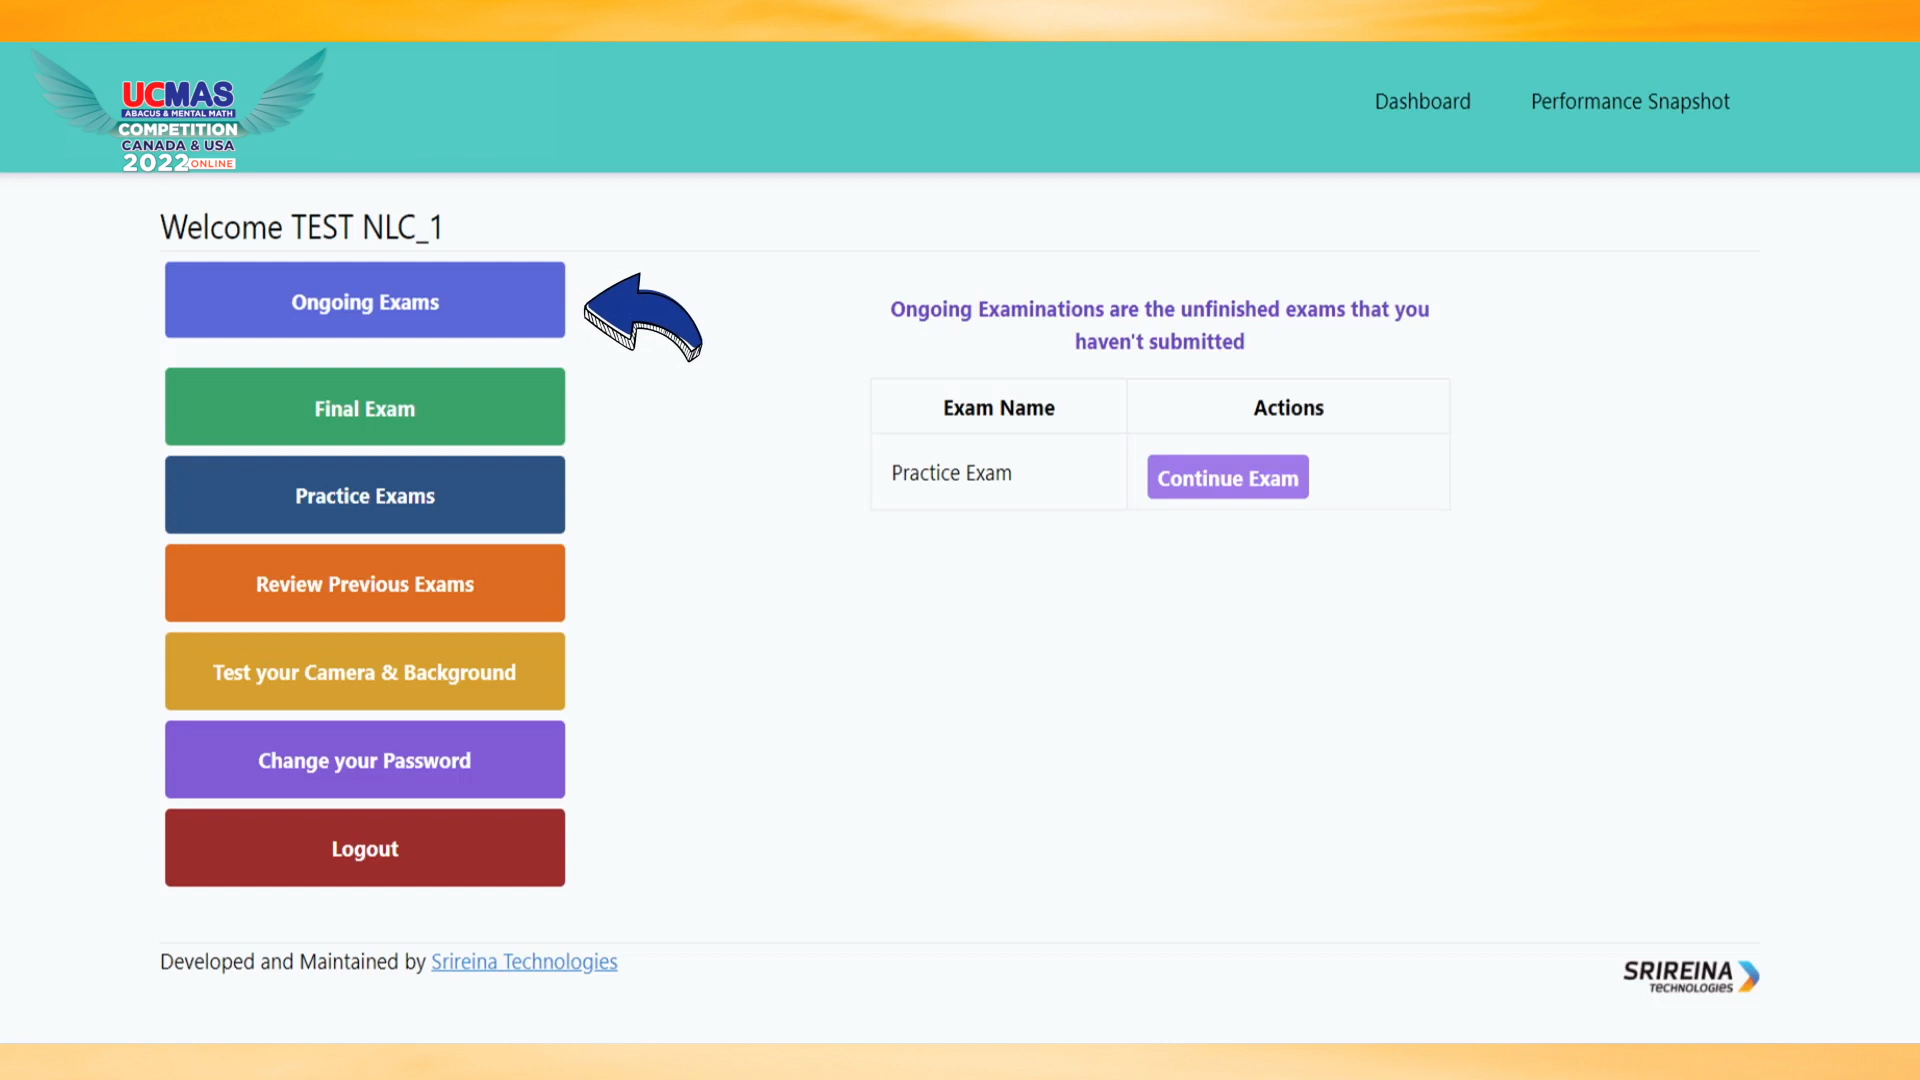 UCMAS
ABACUS & MENTAL MATH
COMPETITION
CANADA & USA
2022 ONLINE
Dashboard
Performance Snapshot
Welcome TEST NLC_1
Ongoing Exams
Final Exam
Practice Exams
Review Previous Exams
Test your Camera & Background
Change your Password
Logout
Ongoing Examinations are the unfinished exams that you
haven't submitted
Exam Name Actions
Practice Exam Continue Exam
Developed and Maintained by Srireina Technologies
SRIREINA
TECHNOLOGIES